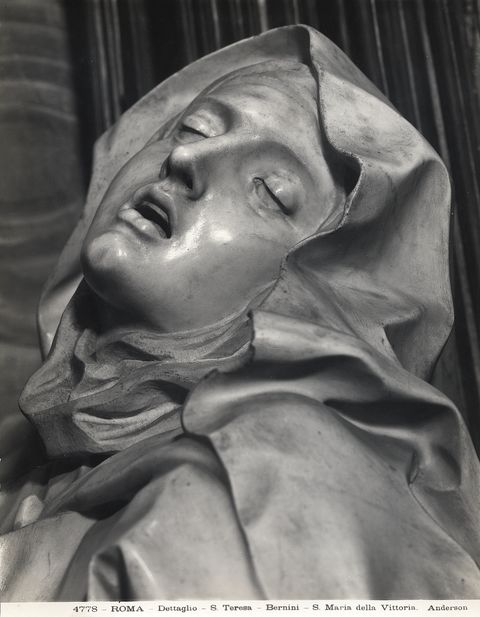 4778 - ROMA - Dettaglio - S. Teresa - Bernini - S. Maria della Vittoria. Anderson